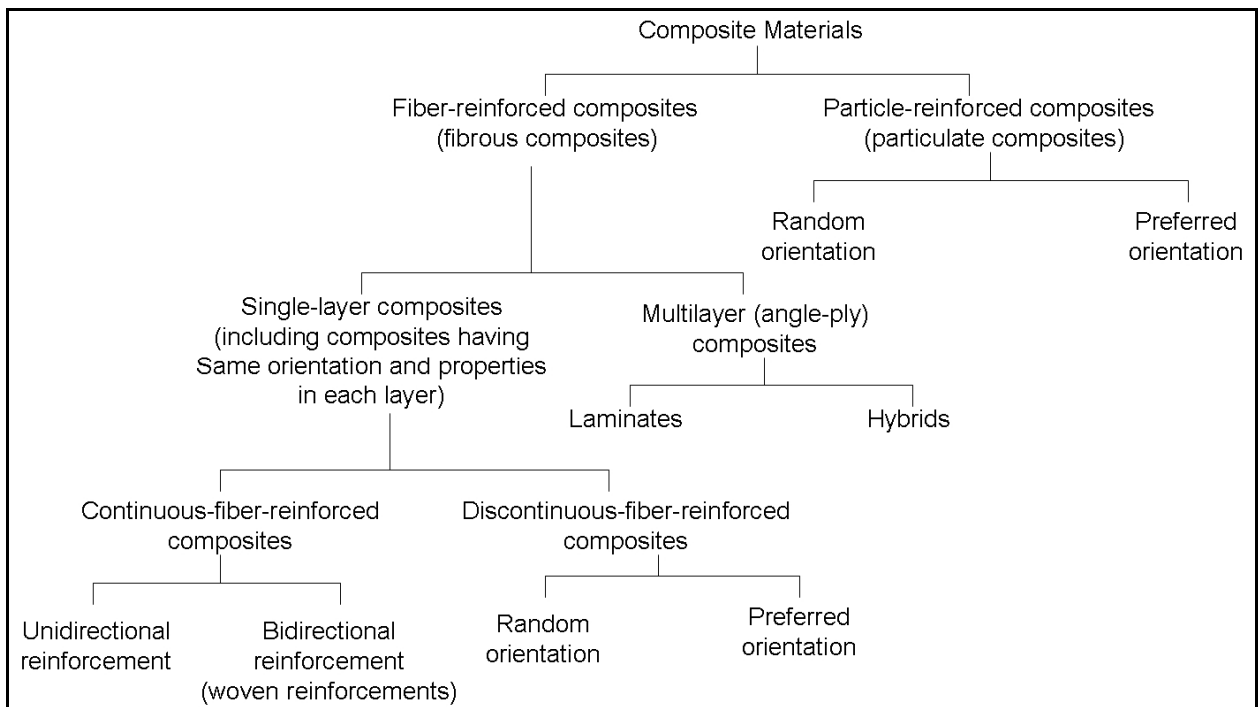 Composite Materials
Fiber-reinforced composites
(fibrous composites)
Particle-reinforced composites
(particulate composites)
Random
orientation
Preferred
orientation
Single-layer composites
(including composites having
Same orientation and properties
in each layer)
Multilayer (angle-ply)
composites
Laminates
Hybrids
Continuous-fiber-reinforced
composites
Discontinuous-fiber-reinforced
composites
Unidirectional
reinforcement
Bidirectional
reinforcement
(woven reinforcements)
Random
orientation
Preferred
orientation